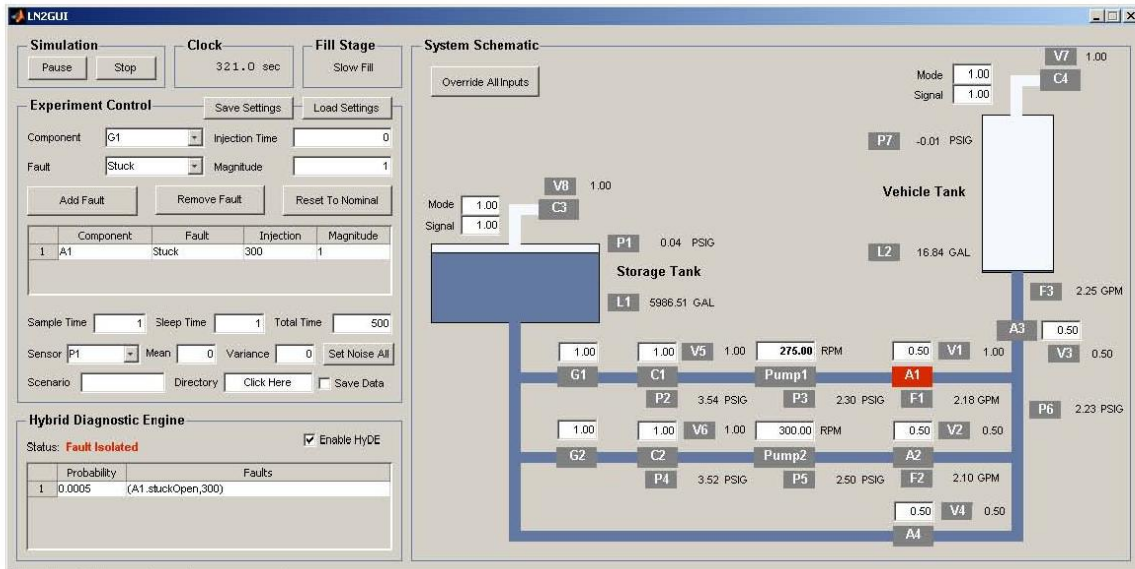 LN2GUI
Simulation Clock Fill Stage
Pause Stop 321.0 sec Slow Fill
Experiment Control Save Settings Load Settings
Component G1 Injection Time 0
Fault Stuck Magnitude 1
Add Fault Remove Fault Reset To Nominal
Component Fault Injection Magnitude
1 A1 Stuck 300 1
Sample Time 1 Sleep Time 1 Total Time 500
Sensor P1 Mean 0 Variance 0 Set Noise All
Scenario Directory Click Here Save Data
Hybrid Diagnostic Engine
Status: Fault Isolated Enable HyDE
Probability Faults
1 0.0005 (A1.stuckOpen,300)
System Schematic
Override All Inputs
V7 1.00
Mode 1.00 C4
Signal 1.00
P7 -0.01 PSIG
V8 1.00
Vehicle Tank
Mode 1.00 C3
Signal 1.00
P1 0.04 PSIG
L2 16.84 GAL
Storage Tank
L1 5986.51 GAL
F3 2.25 GPM
A3 0.50
V3 0.50
1.00 1.00 V5 1.00 275.00 RPM 0.50 V1 1.00
G1 C1 Pump1 A1
P2 3.54 PSIG P3 2.30 PSIG F1 2.18 GPM
P6 2.23 PSIG
1.00 1.00 V6 1.00 300.00 RPM 0.50 V2 0.50
G2 C2 Pump2 A2
P4 3.52 PSIG P5 2.50 PSIG F2 2.10 GPM
0.50 V4 0.50
A4